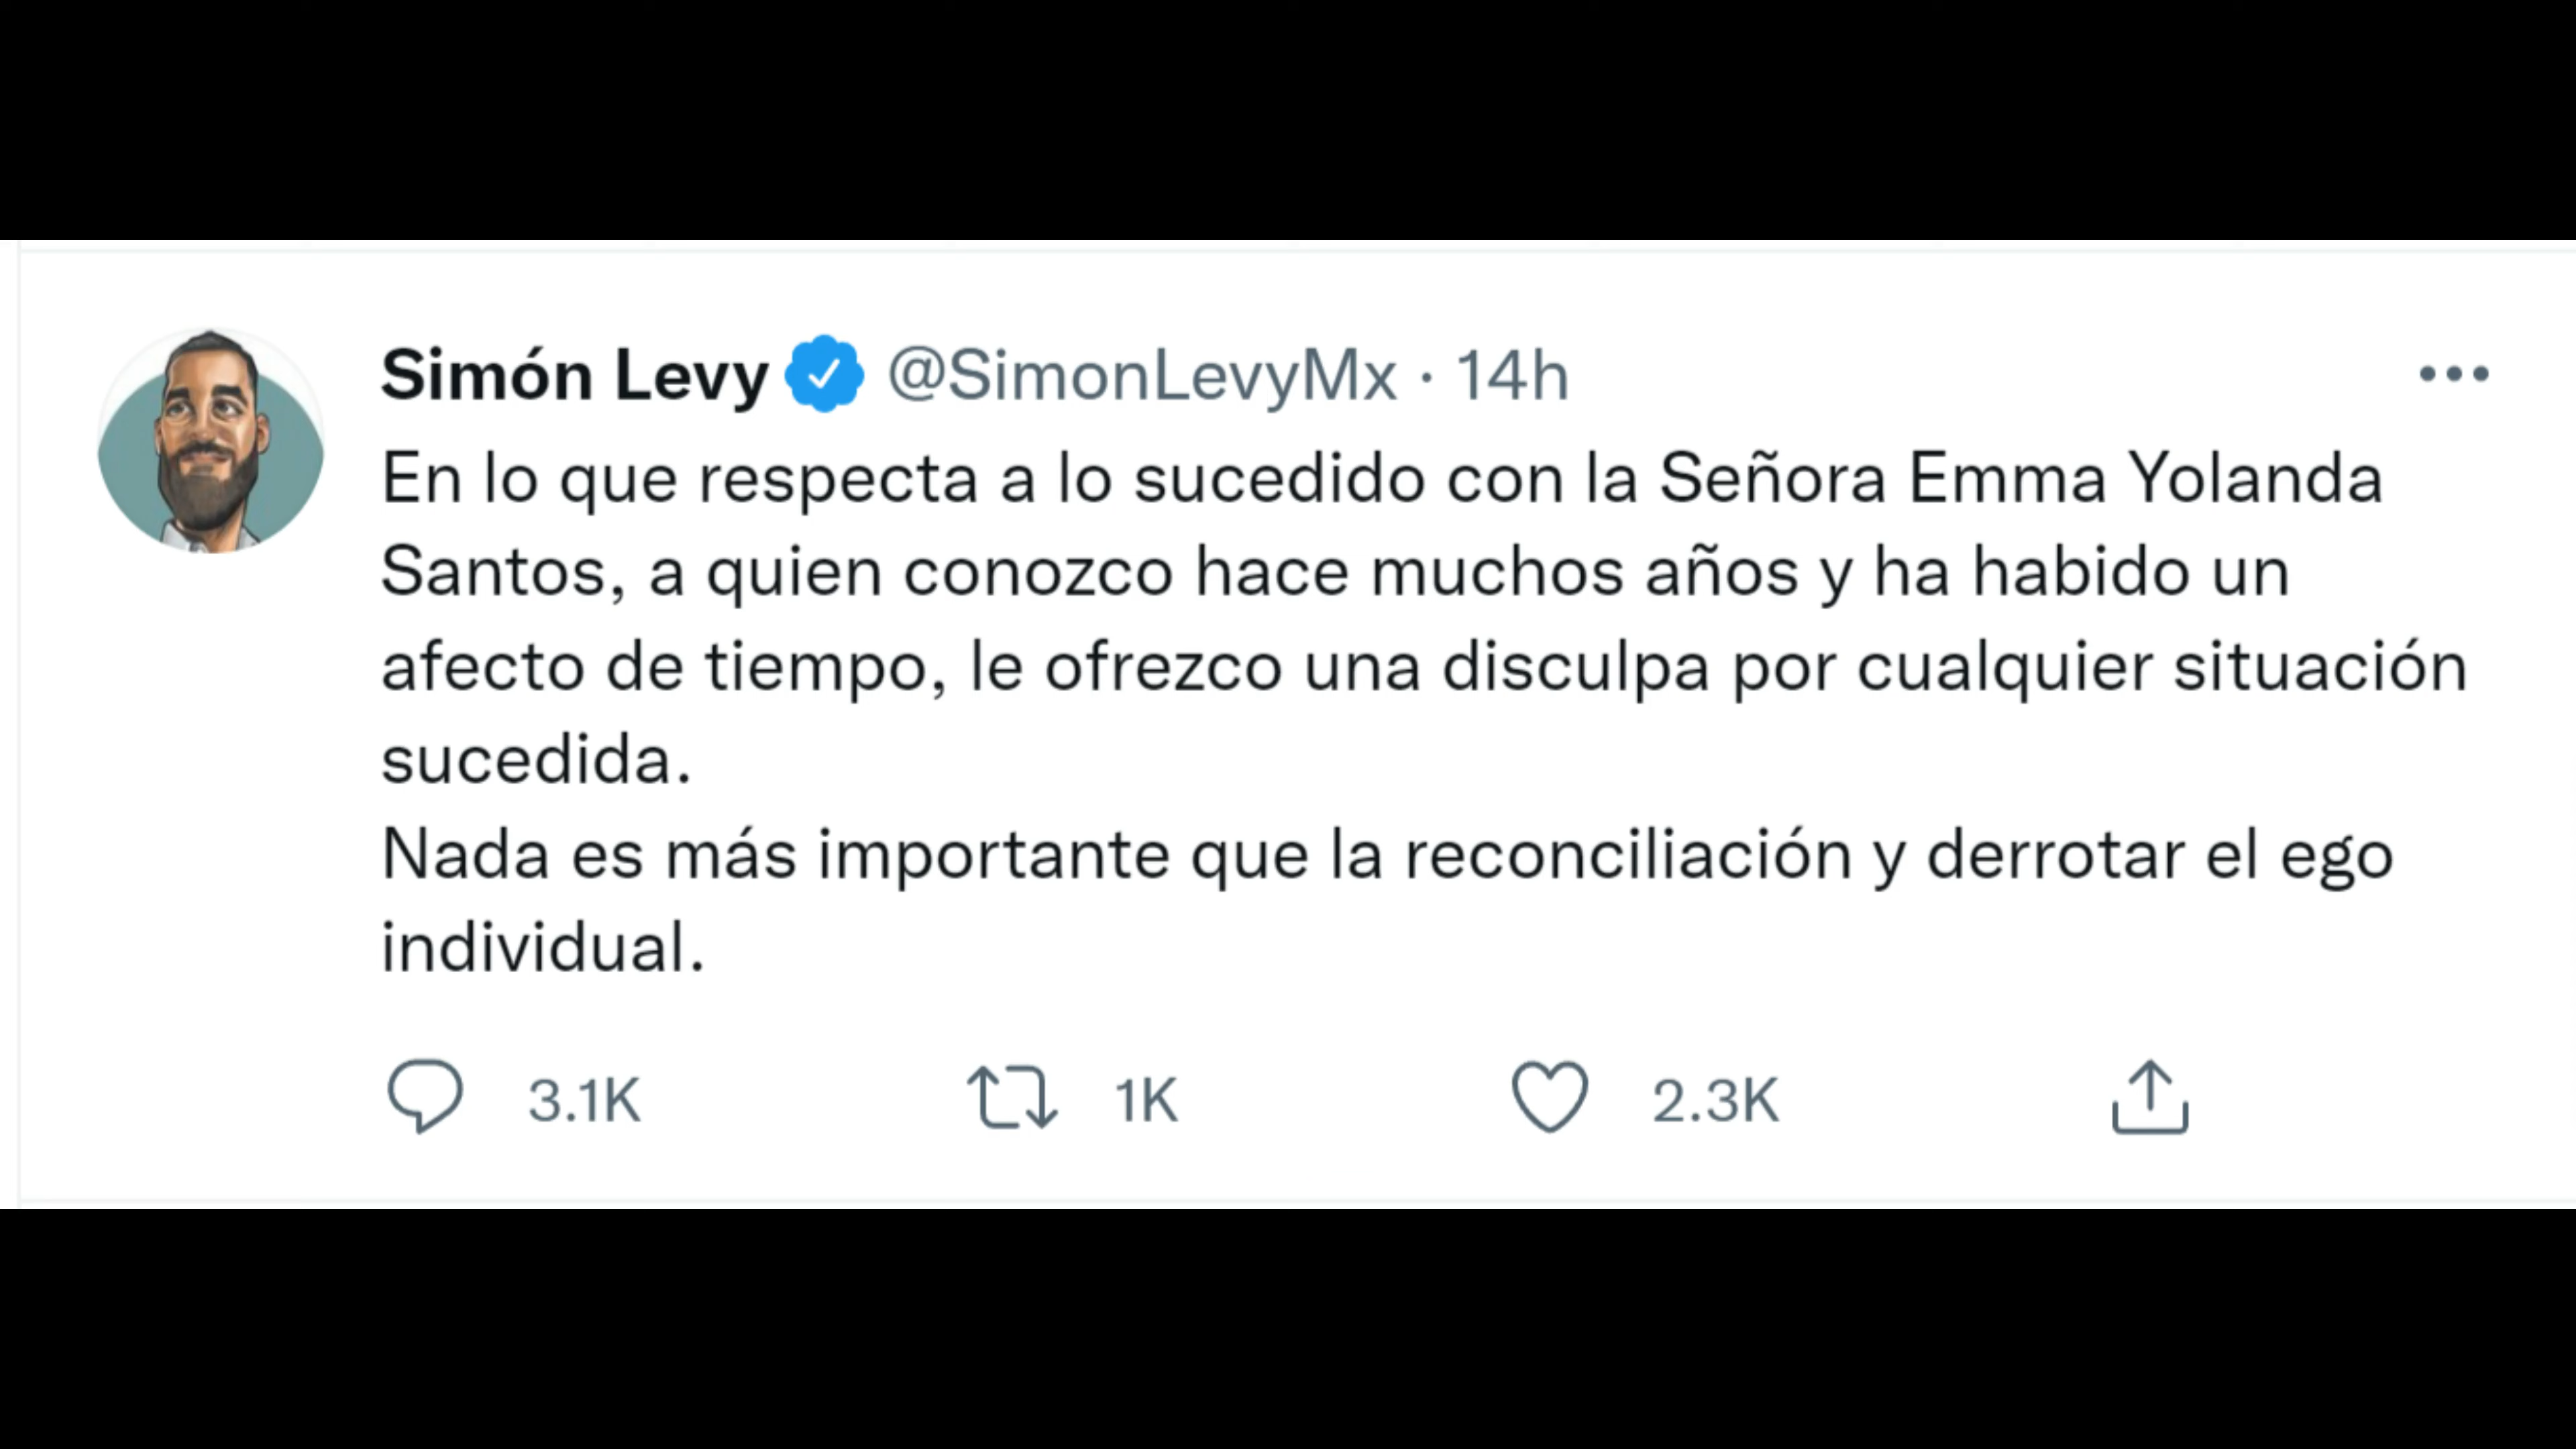 Simón Levy @SimonLevyMx · 14h
En lo que respecta a lo sucedido con la Señora Emma Yolanda
Santos, a quien conozco hace muchos años y ha habido un
afecto de tiempo, le ofrezco una disculpa por cualquier situación
sucedida.
Nada es más importante que la reconciliación y derrotar el ego
individual.
3.1K 1K 2.3K